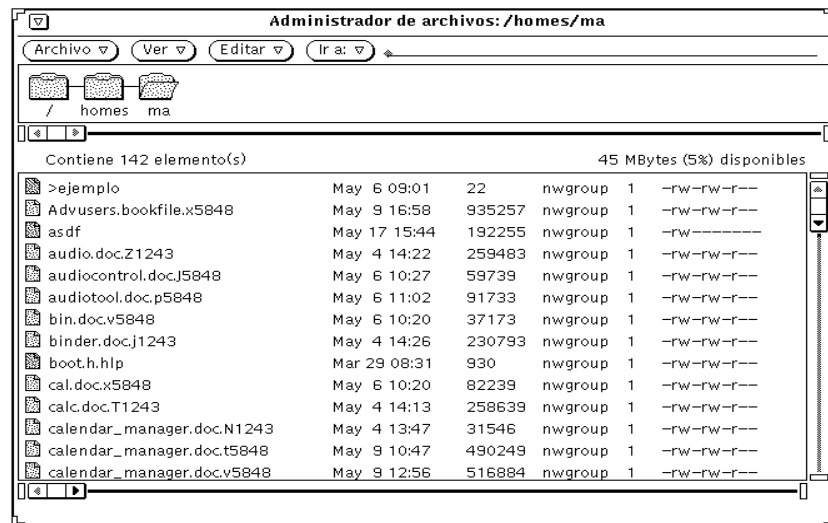 Administrador de archivos: /homes/ma
Archivo Ver Editar Ir a:
/ homes ma
Contiene 142 elemento(s) 45 MBytes (5%) disponibles
>ejemplo May 6 09:01 22 nwgroup 1 -rw-rw-r--
Advusers.bookfile.x5848 May 9 16:58 935257 nwgroup 1 -rw-rw-r--
asdf May 17 15:44 192255 nwgroup 1 -rw-------
audio.doc.Z1243 May 4 14:22 259483 nwgroup 1 -rw-rw-r--
audiocontrol.doc.J5848 May 6 10:27 59739 nwgroup 1 -rw-rw-r--
audiotool.doc.p5848 May 6 11:02 91733 nwgroup 1 -rw-rw-r--
bin.doc.v5848 May 6 10:20 37173 nwgroup 1 -rw-rw-r--
binder.doc.j1243 May 4 14:26 230793 nwgroup 1 -rw-rw-r--
boot.h.hlp Mar 29 08:31 930 nwgroup 1 -rw-rw-r--
cal.doc.x5848 May 6 10:20 82239 nwgroup 1 -rw-rw-r--
calc.doc.T1243 May 4 14:13 258639 nwgroup 1 -rw-rw-r--
calendar_manager.doc.N1243 May 4 13:47 31546 nwgroup 1 -rw-rw-r--
calendar_manager.doc.t5848 May 9 10:47 490249 nwgroup 1 -rw-rw-r--
calendar_manager.doc.v5848 May 9 12:56 516884 nwgroup 1 -rw-rw-r--